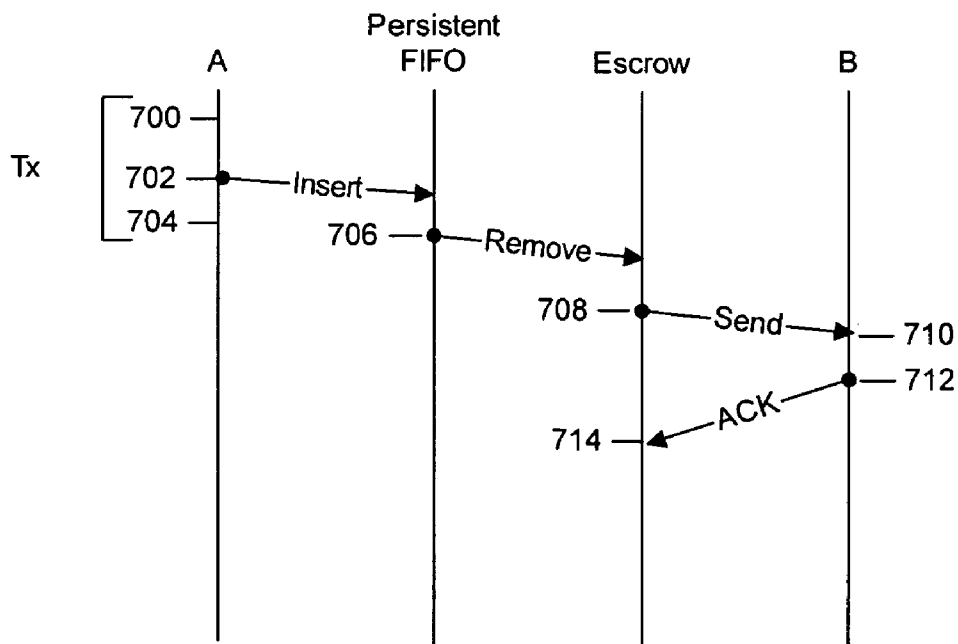 Persistent
FIFO
A
Escrow
B
Tx
700
702
Insert
704
706
Remove
708
Send
710
712
ACK
714